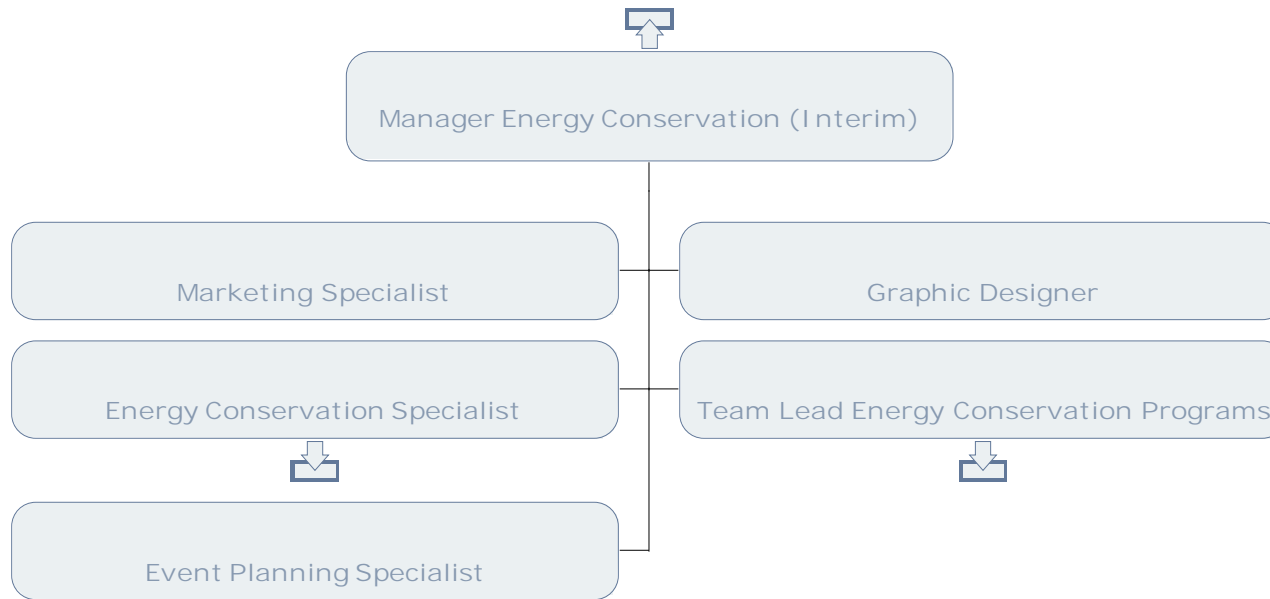 Manager Energy Conservation (Interim)
Marketing Specialist
Graphic Designer
Energy Conservation Specialist
Team Lead Energy Conservation Programs
Event Planning Specialist